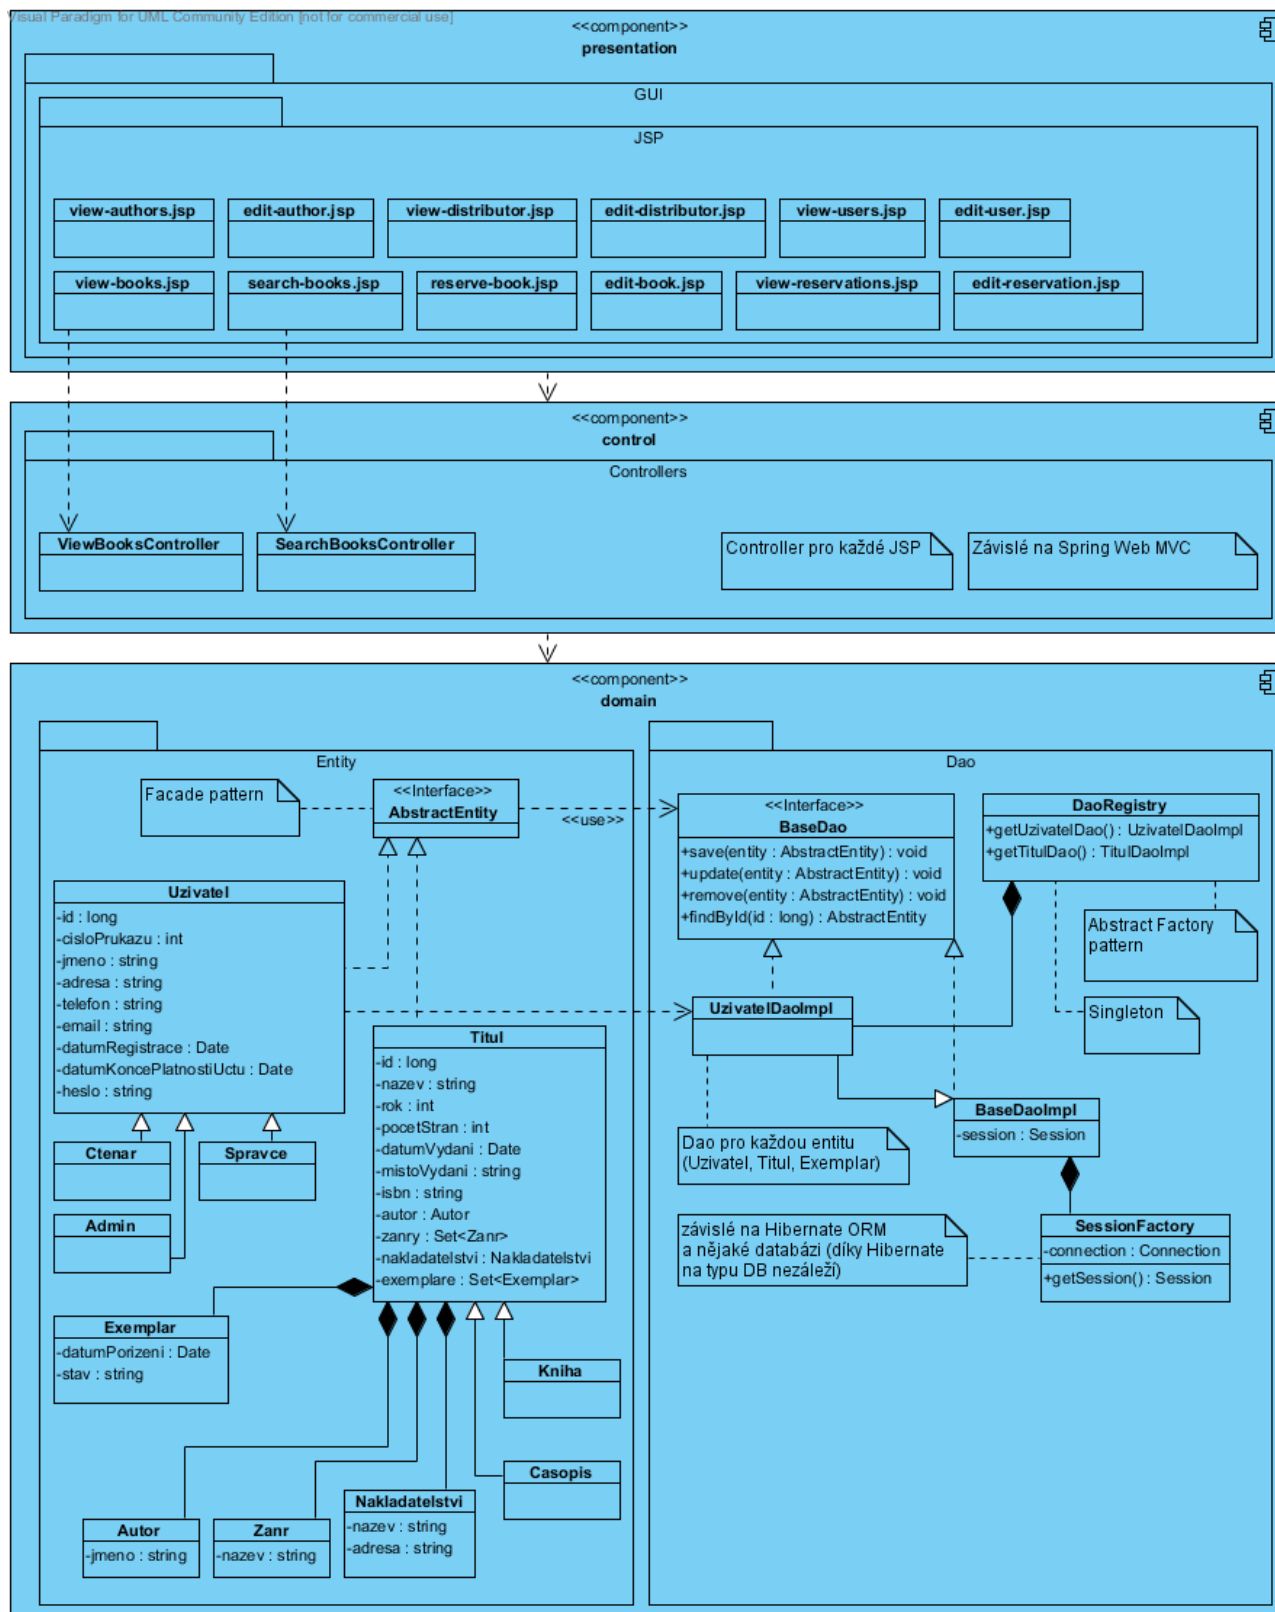 Visual Paradigm for UML Community Edition [not for commercial use]
<<component>>
presentation
GUI
JSP
view-authors.jsp
edit-author.jsp
view-distributor.jsp
edit-distributor.jsp
view-users.jsp
edit-user.jsp
view-books.jsp
search-books.jsp
reserve-book.jsp
edit-book.jsp
view-reservations.jsp
edit-reservation.jsp
<<component>>
control
Controllers
ViewBooksController
SearchBooksController
Controller pro každé JSP
Závislé na Spring Web MVC
<<component>>
domain
Entity
Facade pattern
<<Interface>>
AbstractEntity
<<use>>
Uzivatel
-id : long
-cisloPrukazu : int
-jmeno : string
-adresa : string
-telefon : string
-email : string
-datumRegistrace : Date
-datumKoncePlatnostiUctu : Date
-heslo : string
Ctenar
Spravce
Admin
Titul
-id : long
-nazev : string
-rok : int
-pocetStran : int
-datumVydani : Date
-mistoVydani : string
-isbn : string
-autor : Autor
-zanry : Set<Zanr>
-nakladatelstvi : Nakladatelstvi
-exemplare : Set<Exemplar>
Exemplar
-datumPorizeni : Date
-stav : string
Kniha
Casopis
Nakladatelstvi
-nazev : string
-adresa : string
Autor
-jmeno : string
Zanr
-nazev : string
Dao
<<Interface>>
BaseDao
+save(entity : AbstractEntity) : void
+update(entity : AbstractEntity) : void
+remove(entity : AbstractEntity) : void
+findById(id : long) : AbstractEntity
DaoRegistry
+getUzivatelDao() : UzivatelDaoImpl
+getTitulDao() : TitulDaoImpl
Abstract Factory
pattern
Singleton
UzivatelDaoImpl
BaseDaoImpl
-session : Session
Dao pro každou entitu
(Uzivatel, Titul, Exemplar)
závislé na Hibernate ORM
a nějaké databázi (díky Hibernate
na typu DB nezáleží)
SessionFactory
-connection : Connection
+getSession() : Session